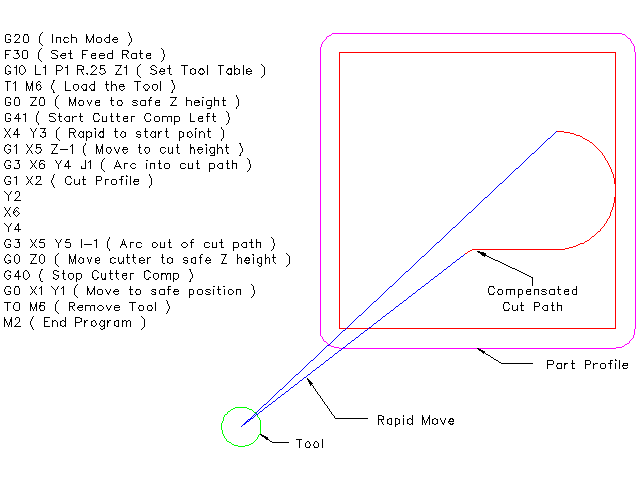 G20 ( Inch Mode )
F30 ( Set Feed Rate )
G10 L1 P1 R.25 Z1 ( Set Tool Table )
T1 M6 ( Load the Tool )
G0 Z0 ( Move to safe Z height )
G41 ( Start Cutter Comp Left )
X4 Y3 ( Rapid to start point )
G1 X5 Z-1 ( Move to cut height )
G3 X6 Y4 J1 ( Arc into cut path )
G1 X2 ( Cut Profile )
Y2
X6
Y4
G3 X5 Y5 I-1 ( Arc out of cut path )
G0 Z0 ( Move cutter to safe Z height )
G40 ( Stop Cutter Comp )
G0 X1 Y1 ( Move to safe position )
T0 M6 ( Remove Tool )
M2 ( End Program )
Compensated
Cut Path
Part Profile
Rapid Move
Tool